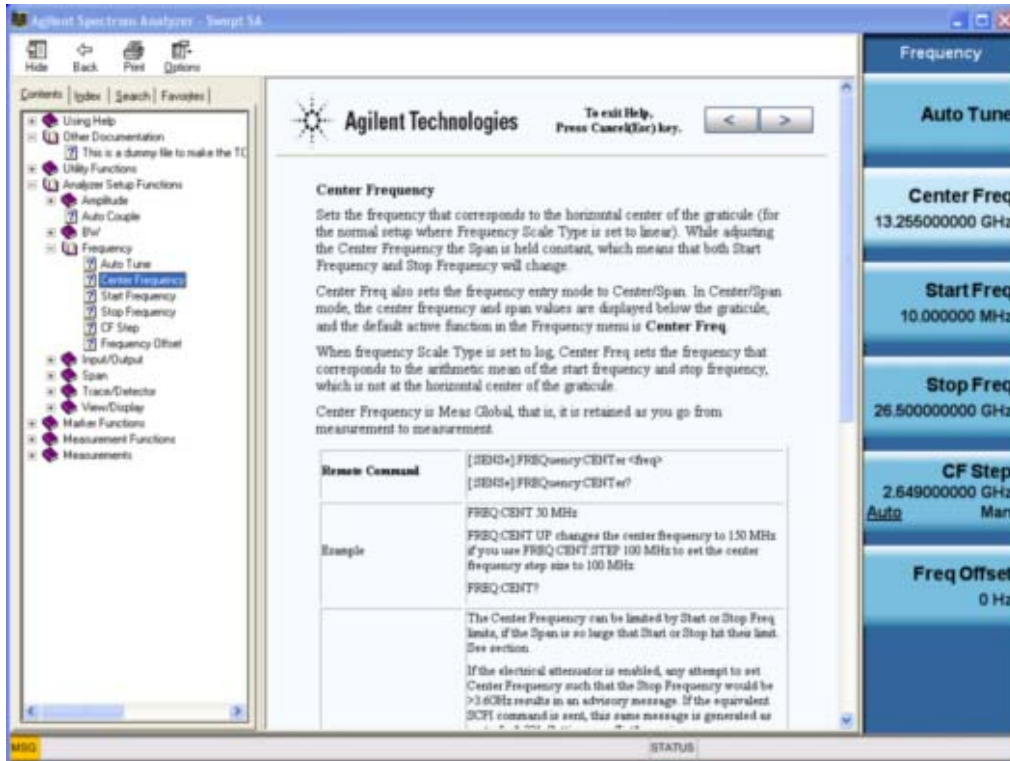 Agilent Spectrum Analyzer - Swept SA
Hide Back Print Options
Contents Index Search Favorites
Using Help
Other Documentation
This is a dummy file to make the TO
Utility Functions
Analyzer Setup Functions
Amplitude
Auto Couple
BW
Frequency
Auto Tune
Center Frequency
Start Frequency
Stop Frequency
CF Step
Frequency Offset
Input/Output
Span
Trace/Detector
View/Display
Marker Functions
Measurement Functions
Measurements
Agilent Technologies
To exit Help,
Press Cancel(Esc) key.
< >
Center Frequency
Sets the frequency that corresponds to the horizontal center of the graticule (for
the normal setup where Frequency Scale Type is set to linear). While adjusting
the Center Frequency the Span is held constant, which means that both Start
Frequency and Stop Frequency will change.
Center Freq also sets the frequency entry mode to Center/Span. In Center/Span
mode, the center frequency and span values are displayed below the graticule,
and the default active function in the Frequency menu is Center Freq.
When frequency Scale Type is set to log, Center Freq sets the frequency that
corresponds to the arithmetic mean of the start frequency and stop frequency,
which is not at the horizontal center of the graticule.
Center Frequency is Meas Global, that is, it is retained as you go from
measurement to measurement.
Remote Command
[:SENSe]:FREQuency:CENTer <freq>
[:SENSe]:FREQuency:CENTer?
Example
FREQ:CENT 50 MHz
FREQ:CENT UP changes the center frequency to 150 MHz
if you use FREQ:CENT:STEP 100 MHz to set the center
frequency step size to 100 MHz
FREQ:CENT?
The Center Frequency can be limited by Start or Stop Freq
limits, if the Span is so large that Start or Stop hit their limit.
See section
If the electrical attenuator is enabled, any attempt to set
Center Frequency such that the Stop Frequency would be
>3.6GHz results in an advisory message. If the equivalent
SCPI command is sent, this same message is generated as
Frequency
Auto Tune
Center Freq
13.255000000 GHz
Start Freq
10.000000 MHz
Stop Freq
26.500000000 GHz
CF Step
2.649000000 GHz
Auto Man
Freq Offset
0 Hz
MSG STATUS